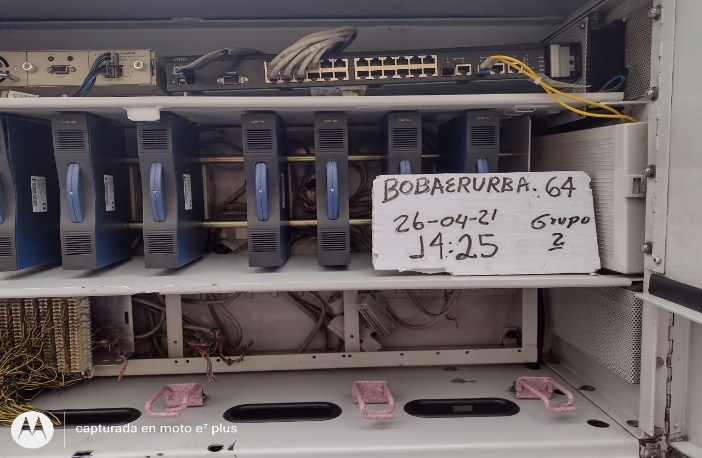 BOBAERURBA. 64
26-04-21 Grupo
14:25 2
capturada en moto e⁷ plus